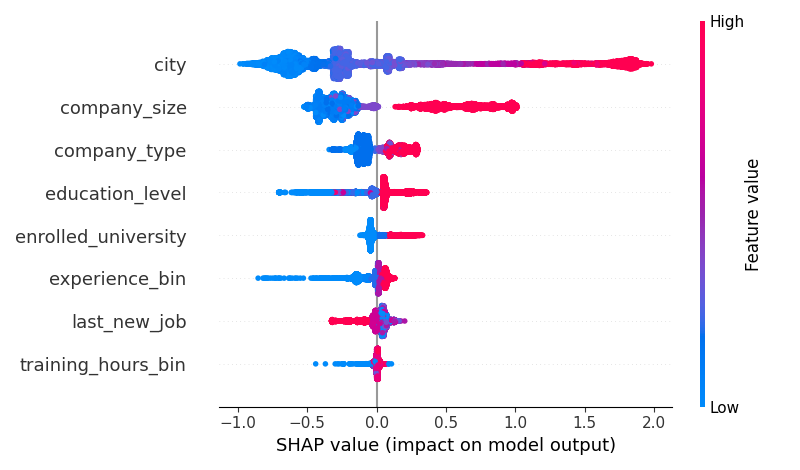 High
city
company_size
company_type
education_level
enrolled_university
experience_bin
last_new_job
training_hours_bin
Feature value
Low
−1.0 −0.5 0.0 0.5 1.0 1.5 2.0
SHAP value (impact on model output)